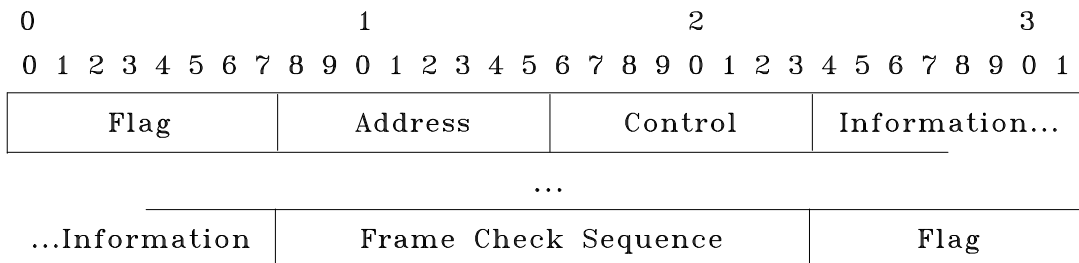 0 1 2 3
0 1 2 3 4 5 6 7 8 9 0 1 2 3 4 5 6 7 8 9 0 1 2 3 4 5 6 7 8 9 0 1
Flag Address Control Information...
...
...Information Frame Check Sequence Flag